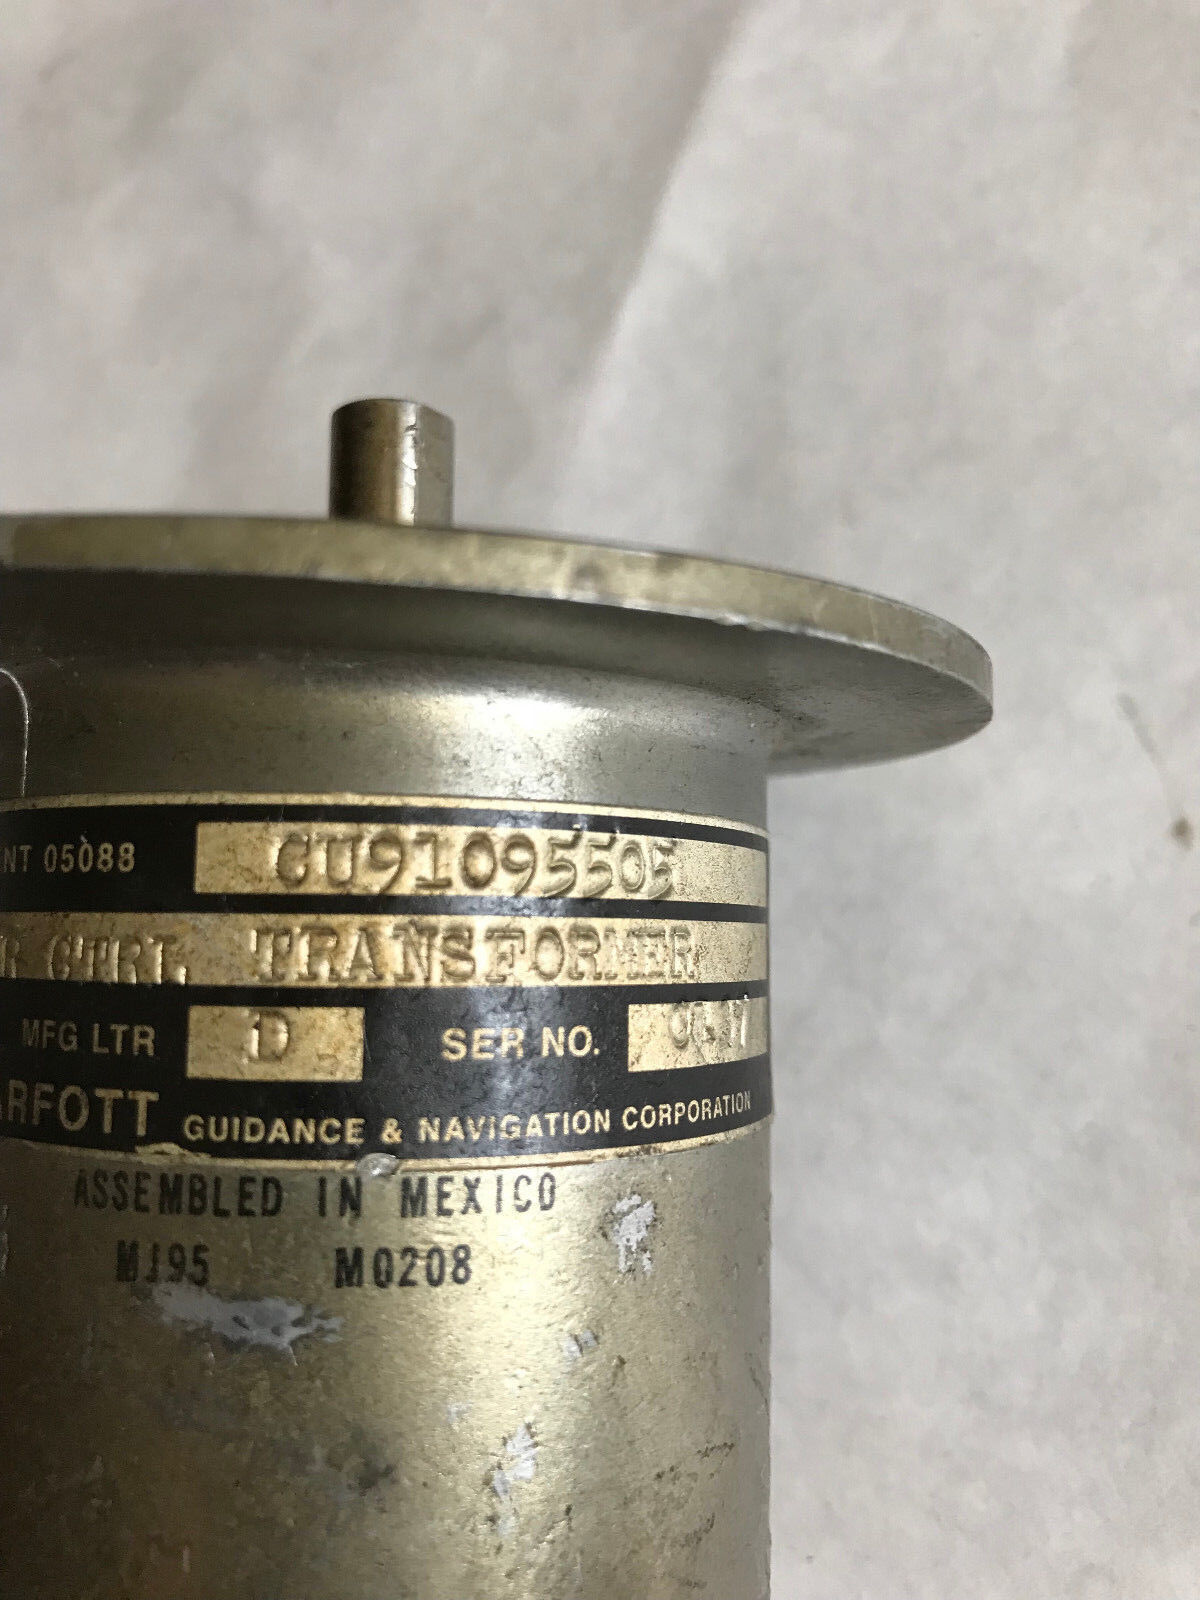 NT 05088 CU91095505
R CTRL TRANSFORMER
MFG LTR D SER NO.
ARFOTT GUIDANCE & NAVIGATION CORPORATION
ASSEMBLED IN MEXICO
MJ95 M0208